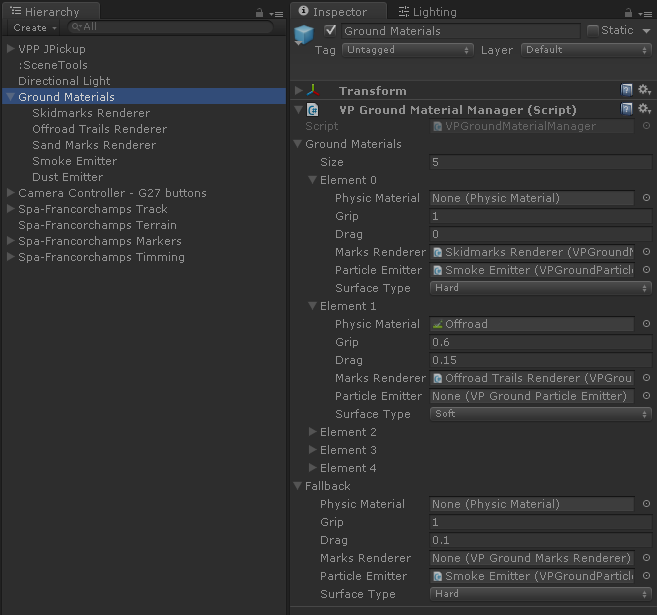 Hierarchy
Create
All
VPP JPickup
:SceneTools
Directional Light
Ground Materials
Skidmarks Renderer
Offroad Trails Renderer
Sand Marks Renderer
Smoke Emitter
Dust Emitter
Camera Controller - G27 buttons
Spa-Francorchamps Track
Spa-Francorchamps Terrain
Spa-Francorchamps Markers
Spa-Francorchamps Timming
Inspector Lighting
Ground Materials Static
Tag Untagged Layer Default
Transform
VP Ground Material Manager (Script)
Script VPGroundMaterialManager
Ground Materials
Size 5
Element 0
Physic Material None (Physic Material)
Grip 1
Drag 0
Marks Renderer Skidmarks Renderer (VPGroundM
Particle Emitter Smoke Emitter (VPGroundParticle
Surface Type Hard
Element 1
Physic Material Offroad
Grip 0.6
Drag 0.15
Marks Renderer Offroad Trails Renderer (VPGrou
Particle Emitter None (VP Ground Particle Emitter)
Surface Type Soft
Element 2
Element 3
Element 4
Fallback
Physic Material None (Physic Material)
Grip 1
Drag 0.1
Marks Renderer None (VP Ground Marks Renderer)
Particle Emitter Smoke Emitter (VPGroundParticle
Surface Type Hard